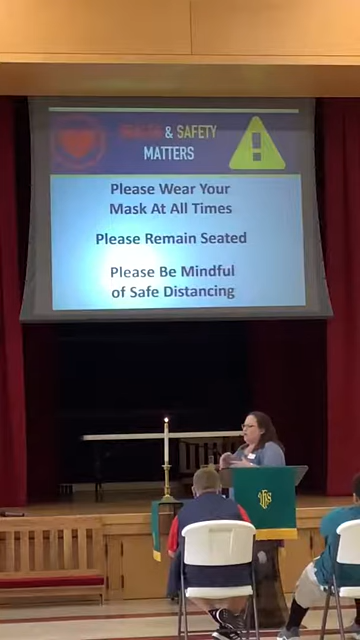 HEALTH & SAFETY
MATTERS
Please Wear Your
Mask At All Times
Please Remain Seated
Please Be Mindful
of Safe Distancing
IHS